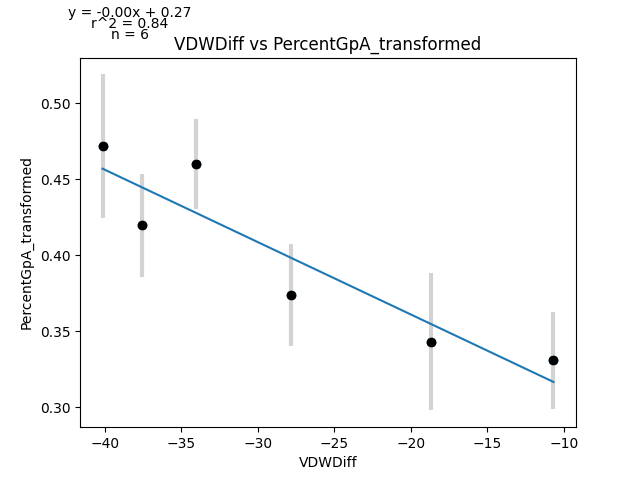 y = -0.00x + 0.27
r^2 = 0.84
n = 6
VDWDiff vs PercentGpA_transformed
PercentGpA_transformed
0.50
0.45
0.40
0.35
0.30
−40
−35
−30
−25
−20
−15
−10
VDWDiff